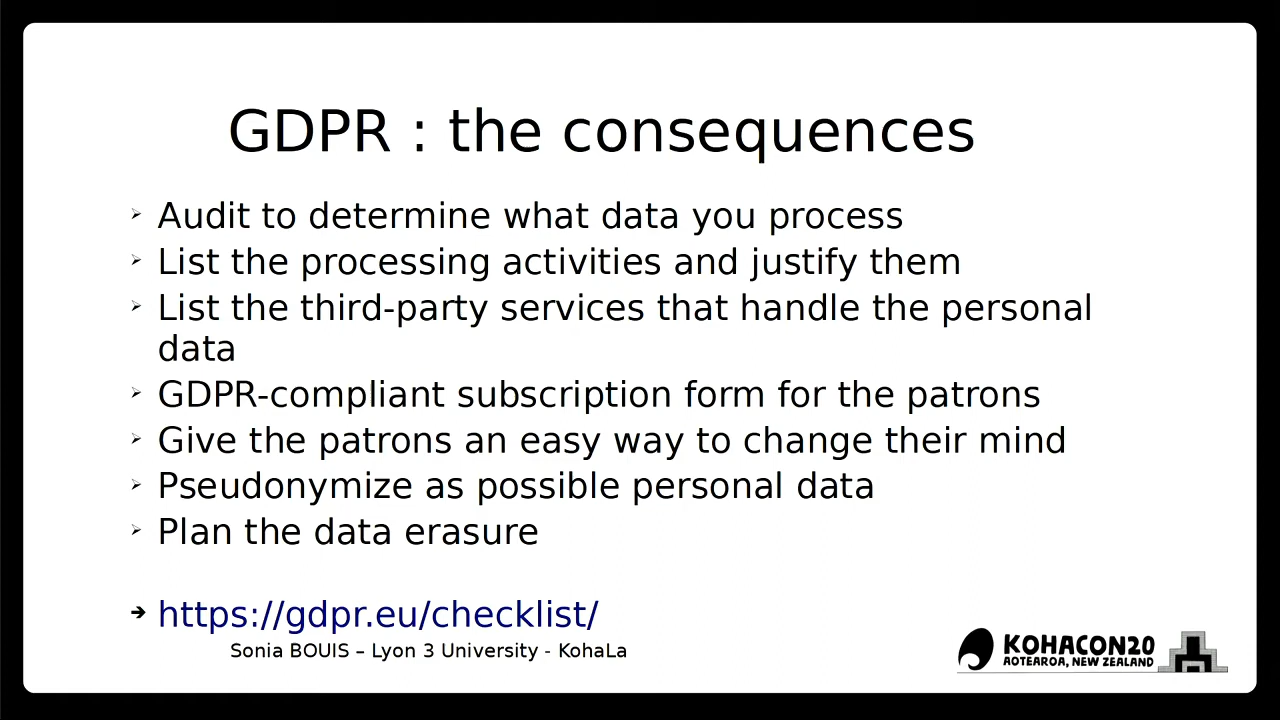 GDPR : the consequences
➢ Audit to determine what data you process
➢ List the processing activities and justify them
➢ List the third-party services that handle the personal
data
➢ GDPR-compliant subscription form for the patrons
➢ Give the patrons an easy way to change their mind
➢ Pseudonymize as possible personal data
➢ Plan the data erasure
➔ https://gdpr.eu/checklist/
Sonia BOUIS – Lyon 3 University - KohaLa
KOHACON20
AOTEAROA, NEW ZEALAND